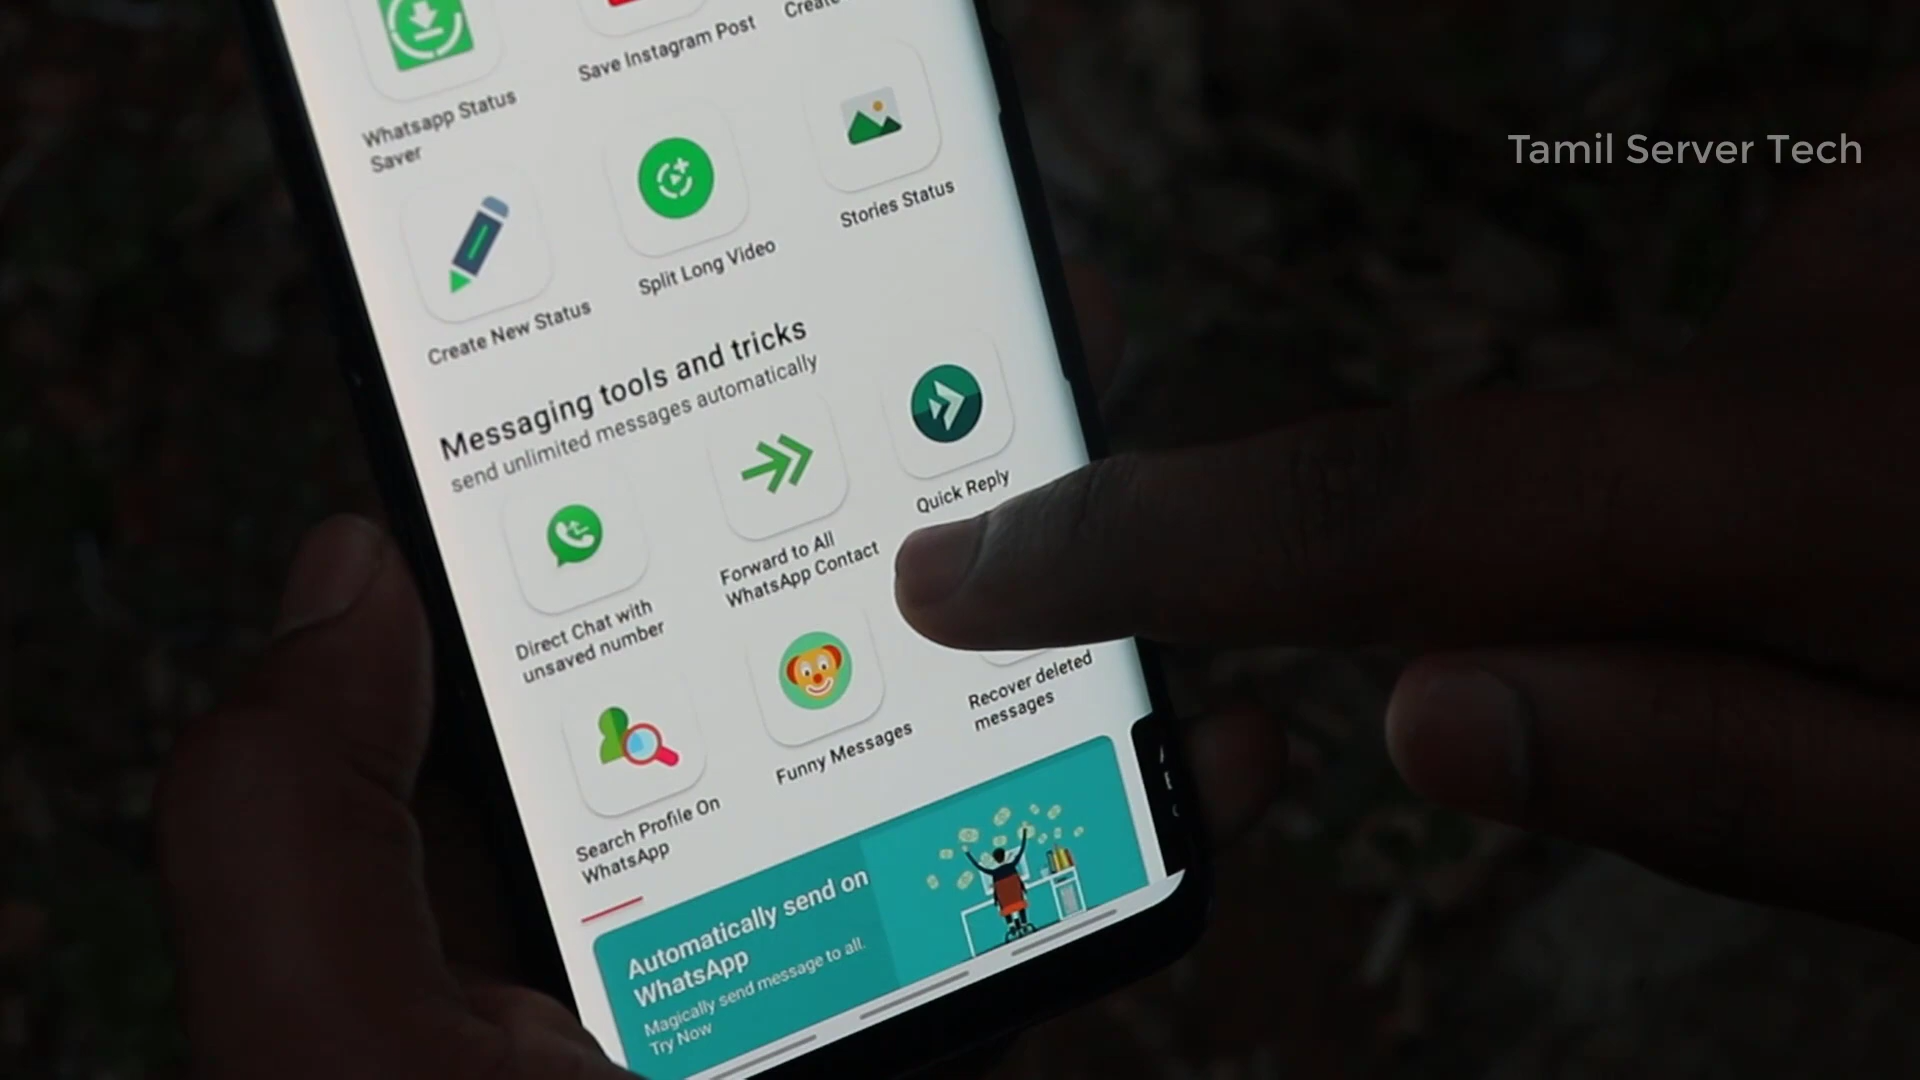 Tamil Server Tech
Save Instagram Post
Whatsapp Status
Saver
Stories Status
Split Long Video
Create New Status
Messaging tools and tricks
send unlimited messages automatically
Quick Reply
Forward to All
WhatsApp Contact
Direct Chat with
unsaved number
Recover deleted
messages
Funny Messages
Search Profile On
WhatsApp
Automatically send on
WhatsApp
Magically send message to all.
Try Now